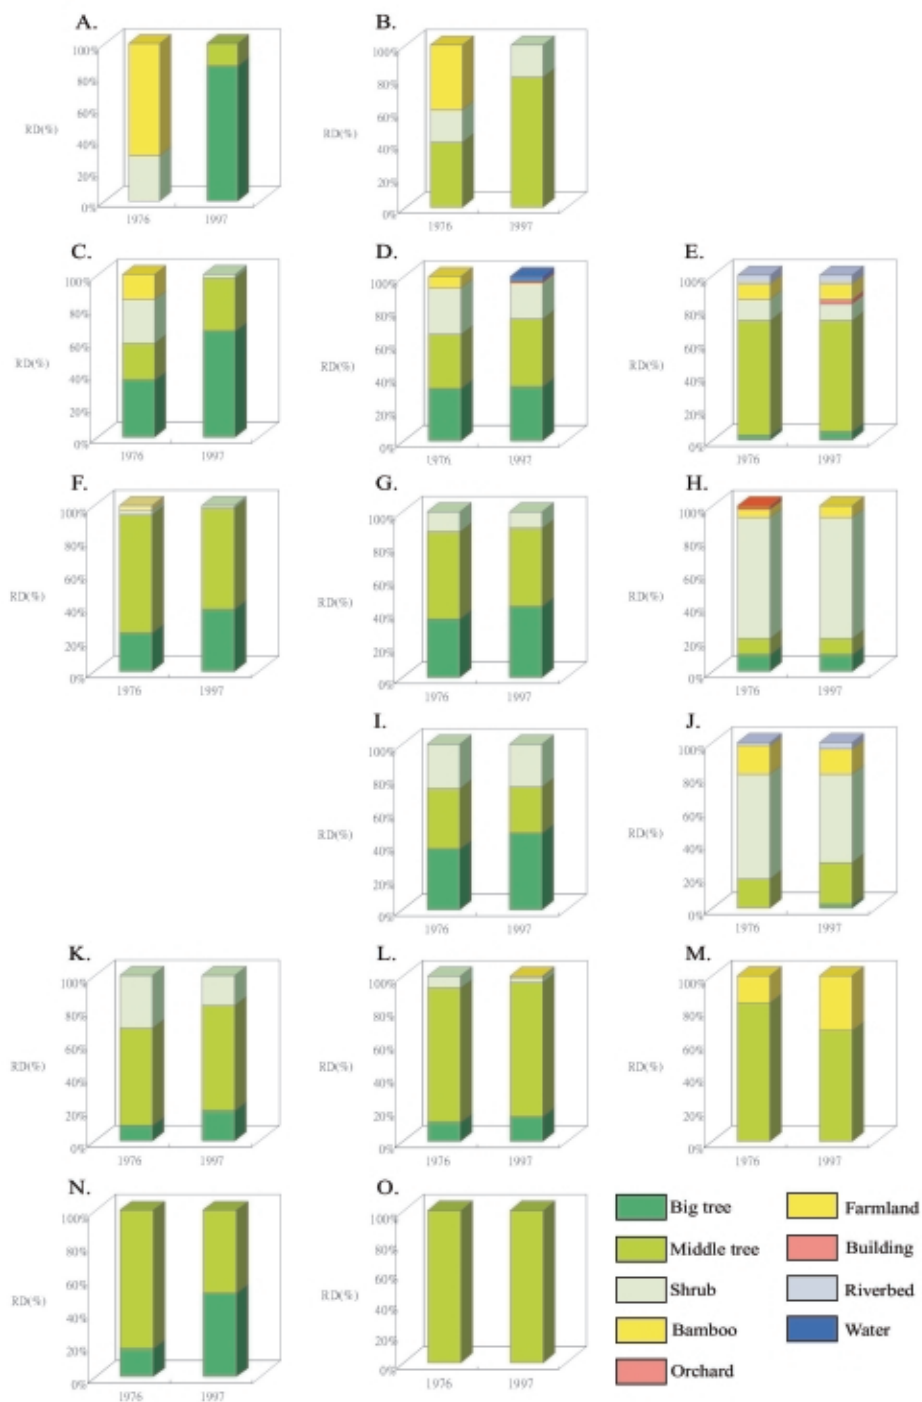 A.
100%
80%
60%
RD(%)
40%
20%
0%
1976 1997
B.
100%
80%
60%
RD(%)
40%
20%
0%
1976 1997
C.
100%
80%
60%
RD(%)
40%
20%
0%
1976 1997
D.
100%
80%
60%
RD(%)
40%
20%
0%
1976 1997
E.
100%
80%
60%
RD(%)
40%
20%
0%
1976 1997
F.
100%
80%
60%
RD(%)
40%
20%
0%
1976 1997
G.
100%
80%
60%
RD(%)
40%
20%
0%
1976 1997
H.
100%
80%
60%
RD(%)
40%
20%
0%
1976 1997
I.
100%
80%
60%
RD(%)
40%
20%
0%
1976 1997
J.
100%
80%
60%
RD(%)
40%
20%
0%
1976 1997
K.
100%
80%
60%
RD(%)
40%
20%
0%
1976 1997
L.
100%
80%
60%
RD(%)
40%
20%
0%
1976 1997
M.
100%
80%
60%
RD(%)
40%
20%
0%
1976 1997
N.
100%
80%
60%
RD(%)
40%
20%
0%
1976 1997
O.
100%
80%
60%
RD(%)
40%
20%
0%
1976 1997
Big tree
Middle tree
Shrub
Bamboo
Orchard
Farmland
Building
Riverbed
Water